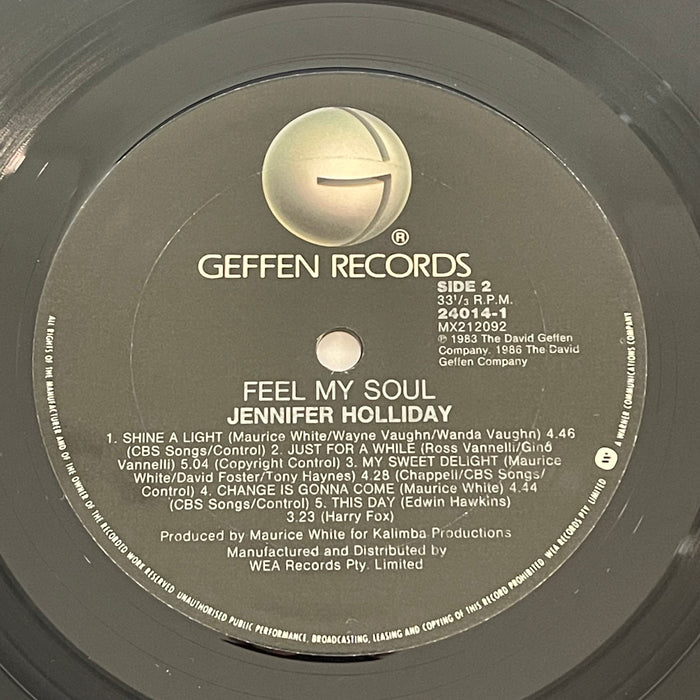 ®
GEFFEN RECORDS
SIDE 2
33 1/3 R.P.M.
24014-1
MX212092
℗ 1983 The David Geffen
Company. 1986 The David
Geffen Company
FEEL MY SOUL
JENNIFER HOLLIDAY
1. SHINE A LIGHT (Maurice White/Wayne Vaughn/Wanda Vaughn) 4.46
(CBS Songs/Control) 2. JUST FOR A WHILE (Ross Vannelli/Gino
Vannelli) 5.04 (Copyright Control) 3. MY SWEET DELIGHT (Maurice
White/David Foster/Tony Haynes) 4.28 (Chappell/CBS Songs/
Control) 4. CHANGE IS GONNA COME (Maurice White) 4.44
(CBS Songs/Control) 5. THIS DAY (Edwin Hawkins)
3.23 (Harry Fox)
Produced by Maurice White for Kalimba Productions
Manufactured and Distributed by
WEA Records Pty. Limited
ALL RIGHTS OF THE MANUFACTURER AND OF THE OWNER OF THE RECORDED WORK RESERVED. UNAUTHORISED PUBLIC PERFORMANCE, BROADCASTING, LEASING AND COPYING OF THIS RECORD PROHIBITED. WEA RECORDS PTY. LIMITED
A WARNER COMMUNICATIONS COMPANY